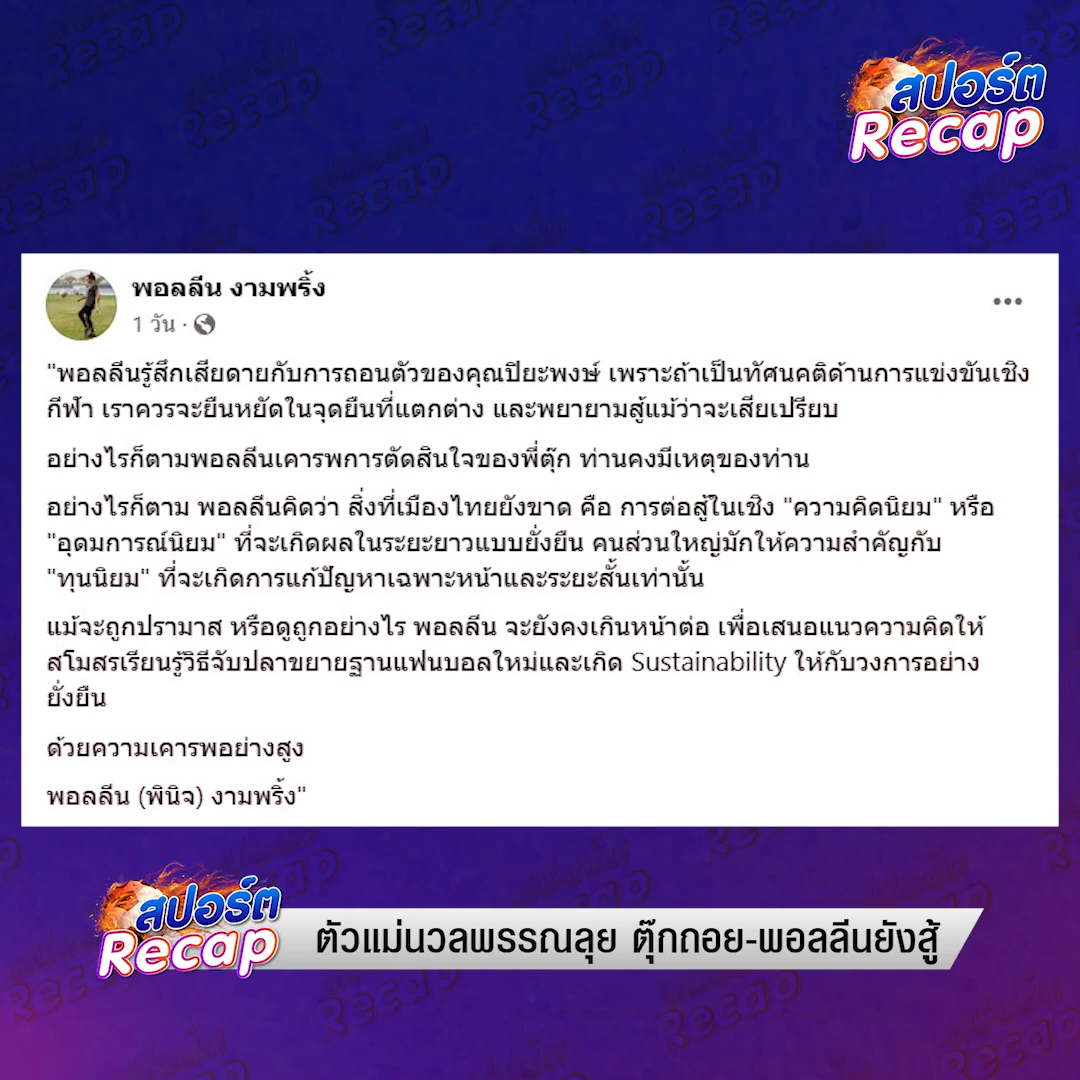 สปอร์ต
Recap
พอลลีน งามพริ้ง
1 วัน ·
"พอลลีนรู้สึกเสียดายกับการถอนตัวของคุณปิยะพงษ์ เพราะถ้าเป็นทัศนคติด้านการแข่งขันเชิง
กีฬา เราควรจะยืนหยัดในจุดยืนที่แตกต่าง และพยายามสู้แม้ว่าจะเสียเปรียบ
อย่างไรก็ตามพอลลีนเคารพการตัดสินใจของพี่ตุ๊ก ท่านคงมีเหตุของท่าน
อย่างไรก็ตาม พอลลีนคิดว่า สิ่งที่เมืองไทยยังขาด คือ การต่อสู้ในเชิง "ความคิดนิยม" หรือ
"อุดมการณ์นิยม" ที่จะเกิดผลในระยะยาวแบบยั่งยืน คนส่วนใหญ่มักให้ความสำคัญกับ
"ทุนนิยม" ที่จะเกิดการแก้ปัญหาเฉพาะหน้าและระยะสั้นเท่านั้น
แม้จะถูกปรามาส หรือดูถูกอย่างไร พอลลีน จะยังคงเกินหน้าต่อ เพื่อเสนอแนวความคิดให้
สโมสรเรียนรู้วิธีจับปลาขยายฐานแฟนบอลใหม่และเกิด Sustainability ให้กับวงการอย่าง
ยั่งยืน
ด้วยความเคารพอย่างสูง
พอลลีน (พินิจ) งามพริ้ง"
สปอร์ต
Recap
ตัวแม่นวลพรรณลุย ตุ๊กถอย-พอลลีนยังสู้